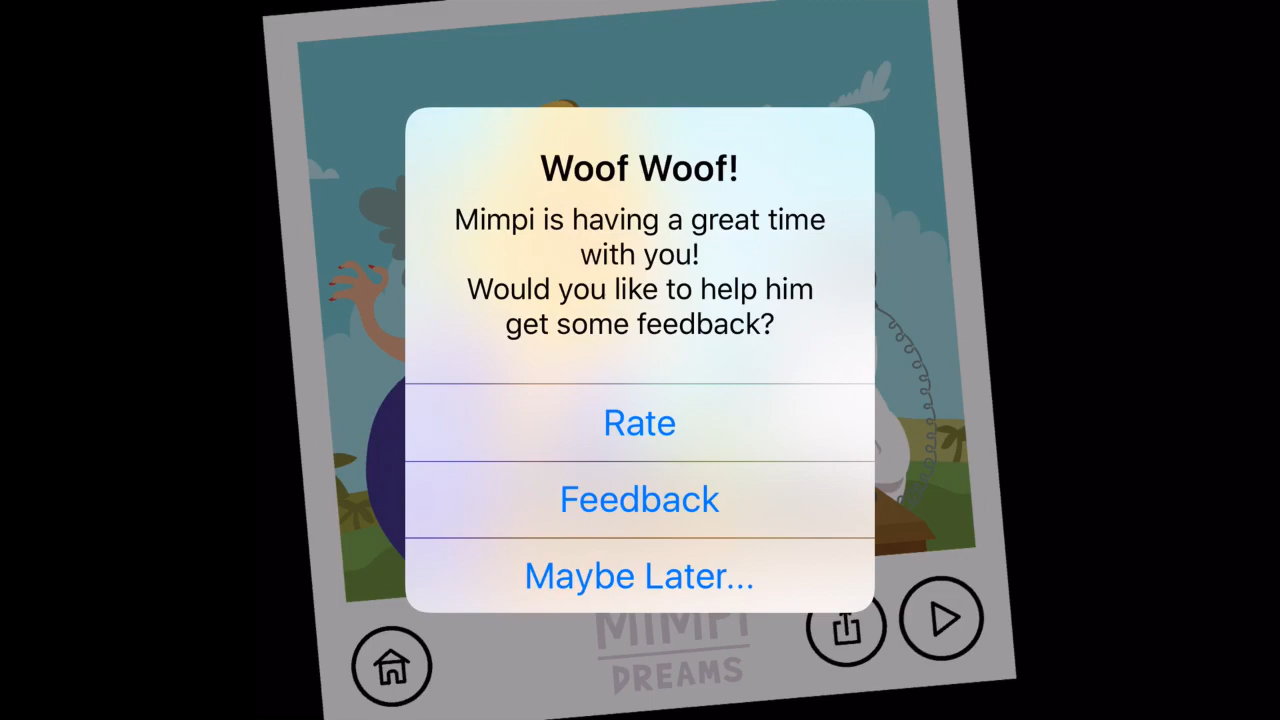 Woof Woof!
Mimpi is having a great time
with you!
Would you like to help him
get some feedback?
Rate
Feedback
Maybe Later...
MIMPI
DREAMS